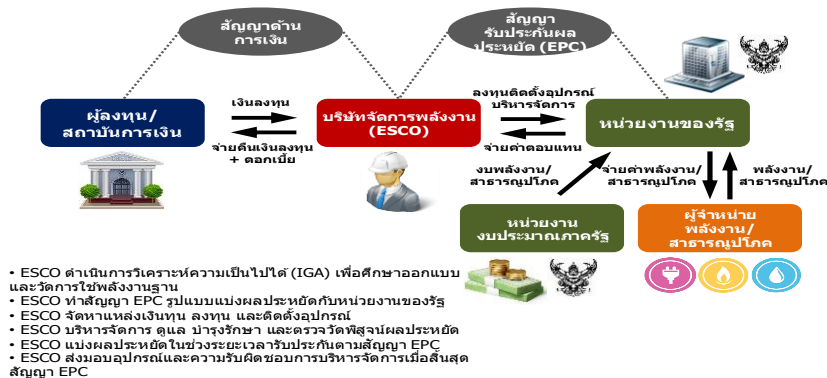 สัญญาด้าน
การเงิน
สัญญา
รับประกันผล
ประหยัด (EPC)
ผู้ลงทุน/
สถาบันการเงิน
เงินลงทุน
จ่ายคืนเงินลงทุน
+ ดอกเบี้ย
บริษัทจัดการพลังงาน
(ESCO)
ลงทุนติดตั้งอุปกรณ์
บริหารจัดการ
จ่ายค่าตอบแทน
หน่วยงานของรัฐ
งบพลังงาน/
สาธารณูปโภค
จ่ายค่าพลังงาน/
สาธารณูปโภค
พลังงาน/
สาธารณูปโภค
หน่วยงาน
งบประมาณภาครัฐ
ผู้จำหน่าย
พลังงาน/
สาธารณูปโภค
• ESCO ดำเนินการวิเคราะห์ความเป็นไปได้ (IGA) เพื่อศึกษาออกแบบ
และวัดการใช้พลังงานฐาน
• ESCO ทำสัญญา EPC รูปแบบแบ่งผลประหยัดกับหน่วยงานของรัฐ
• ESCO จัดหาแหล่งเงินทุน ลงทุน และติดตั้งอุปกรณ์
• ESCO บริหารจัดการ ดูแล บำรุงรักษา และตรวจวัดพิสูจน์ผลประหยัด
• ESCO แบ่งผลประหยัดในช่วงระยะเวลารับประกันตามสัญญา EPC
• ESCO ส่งมอบอุปกรณ์และความรับผิดชอบการบริหารจัดการเมื่อสิ้นสุด
สัญญา EPC